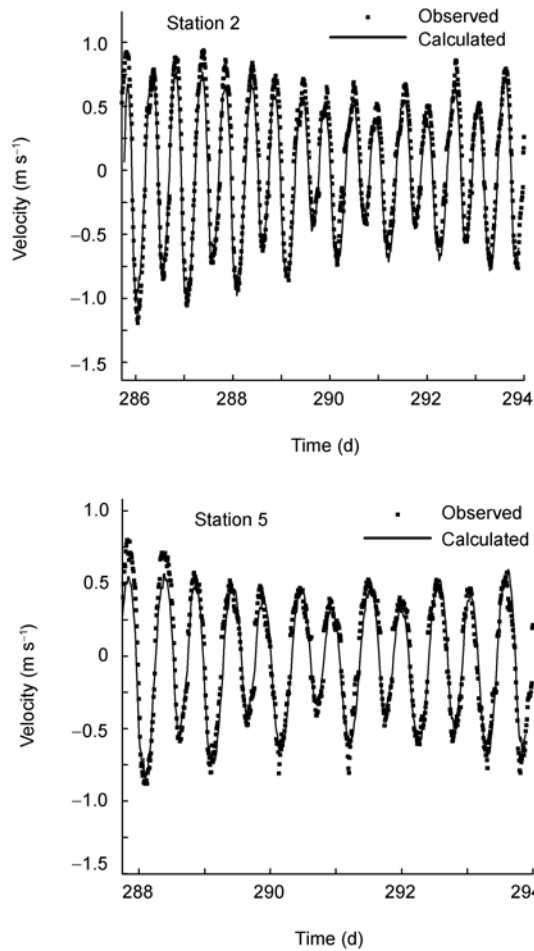 Station 2
Observed
Calculated
1.0
0.5
0
−0.5
−1.0
−1.5
Velocity (m s⁻¹)
286 288 290 292 294
Time (d)
Station 5
Observed
Calculated
1.0
0.5
0
−0.5
−1.0
−1.5
Velocity (m s⁻¹)
288 290 292 294
Time (d)